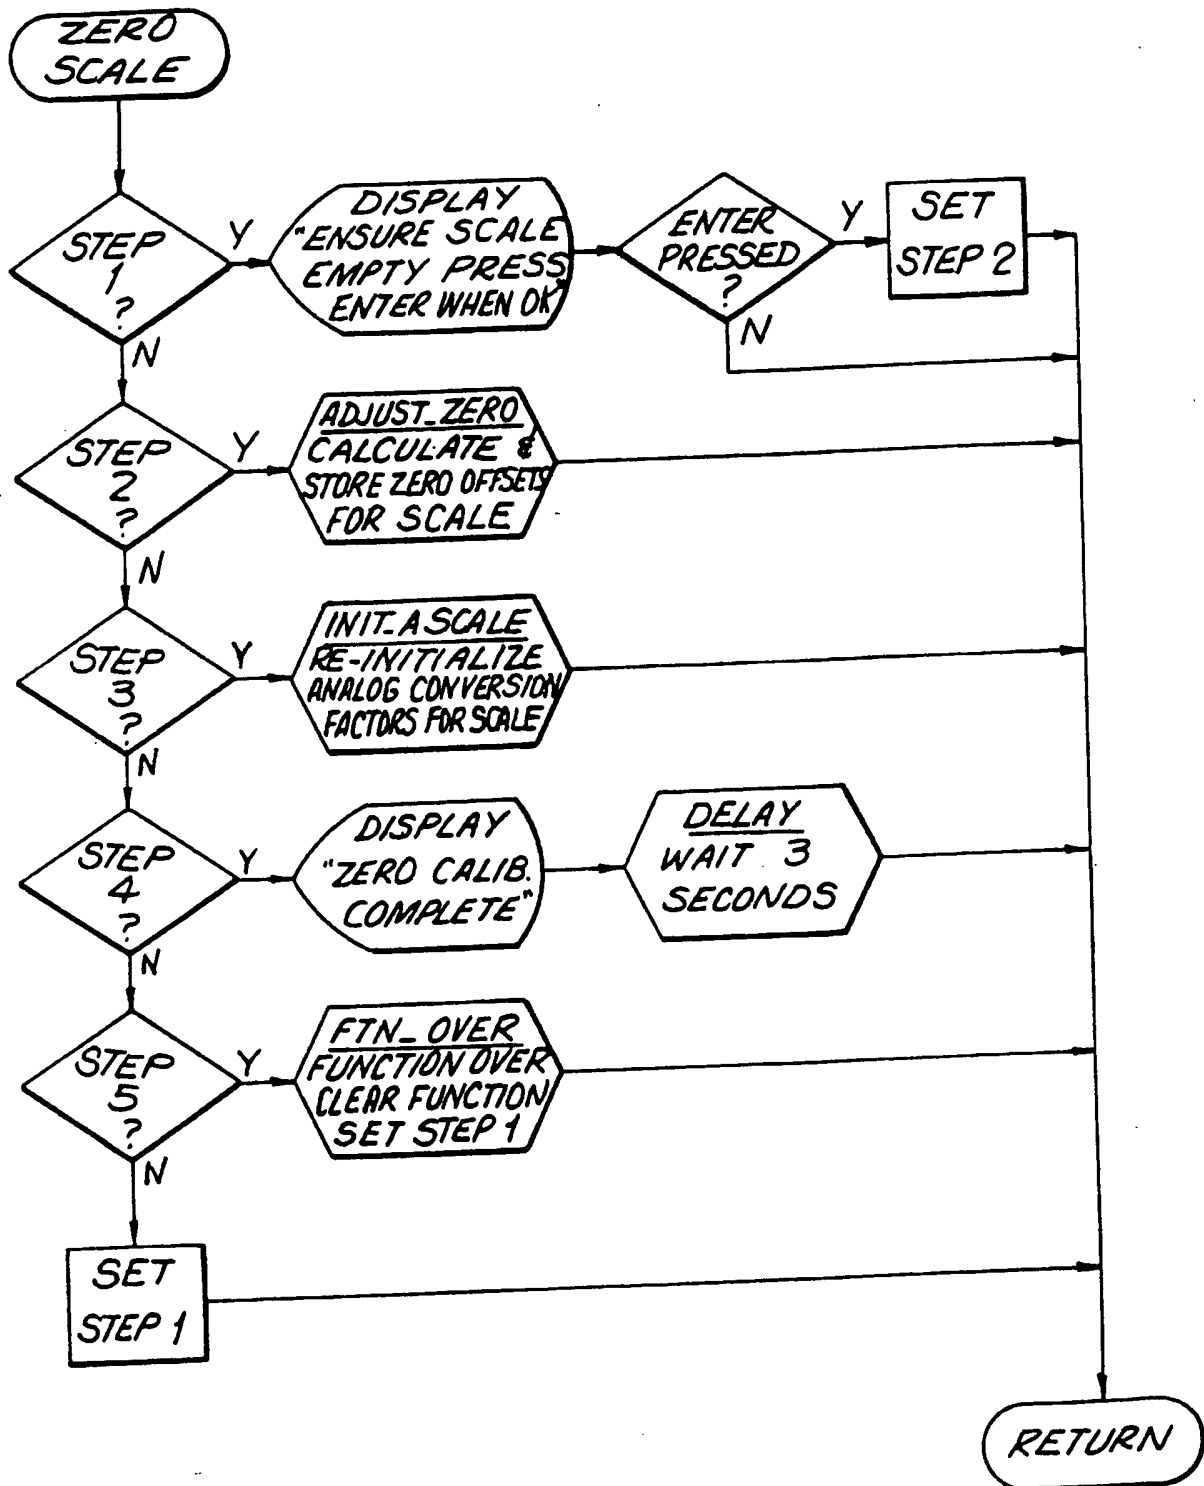 ZERO
SCALE
STEP
1
?
Y
N
DISPLAY
"ENSURE SCALE
EMPTY PRESS
ENTER WHEN OK"
ENTER
PRESSED
?
Y
N
SET
STEP 2
STEP
2
?
Y
N
ADJUST_ZERO
CALCULATE &
STORE ZERO OFFSETS
FOR SCALE
STEP
3
?
Y
N
INIT_ASCALE
RE-INITIALIZE
ANALOG CONVERSION
FACTORS FOR SCALE
STEP
4
?
Y
N
DISPLAY
"ZERO CALIB.
COMPLETE"
DELAY
WAIT 3
SECONDS
STEP
5
?
Y
N
FTN_OVER
FUNCTION OVER
CLEAR FUNCTION
SET STEP 1
SET
STEP 1
RETURN